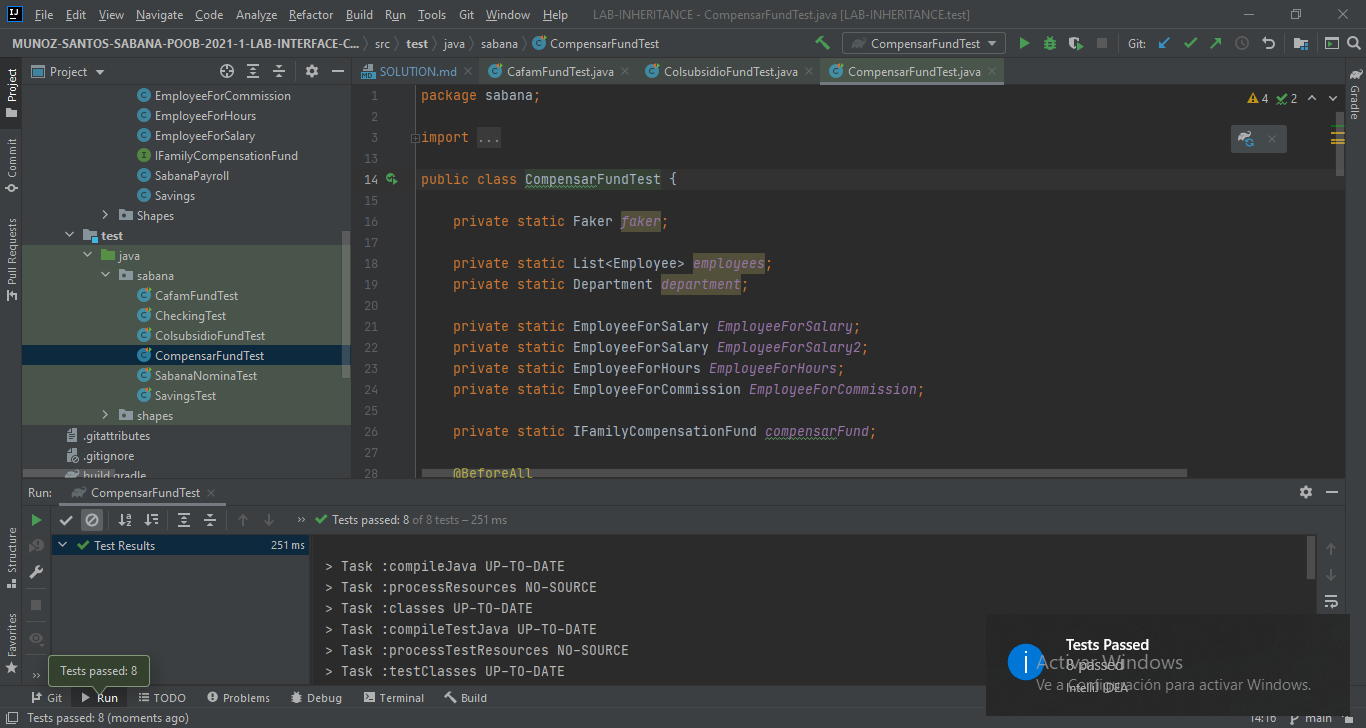 File Edit View Navigate Code Analyze Refactor Build Run Tools Git Window Help LAB-INHERITANCE - CompensarFundTest.java [LAB-INHERITANCE.test]
MUNOZ-SANTOS-SABANA-POOB-2021-1-LAB-INTERFACE-C... src test java sabana CompensarFundTest CompensarFundTest Git:
Project SOLUTION.md CafamFundTest.java ColsubsidioFundTest.java CompensarFundTest.java
Project
Commit
Pull Requests
Structure
Favorites
Gradle
EmployeeForCommission
EmployeeForHours
EmployeeForSalary
IFamilyCompensationFund
SabanaPayroll
Savings
Shapes
test
java
sabana
CafamFundTest
CheckingTest
ColsubsidioFundTest
CompensarFundTest
SabanaNominaTest
SavingsTest
shapes
.gitattributes
.gitignore
build.gradle
1 package sabana;
4 2
2
3 import ...
13
14 public class CompensarFundTest {
15
16 private static Faker faker;
17
18 private static List<Employee> employees;
19 private static Department department;
20
21 private static EmployeeForSalary EmployeeForSalary;
22 private static EmployeeForSalary EmployeeForSalary2;
23 private static EmployeeForHours EmployeeForHours;
24 private static EmployeeForCommission EmployeeForCommission;
25
26 private static IFamilyCompensationFund compensarFund;
27
28 @BeforeAll
Run: CompensarFundTest
Tests passed: 8 of 8 tests – 251 ms
Test Results 251 ms
> Task :compileJava UP-TO-DATE
> Task :processResources NO-SOURCE
> Task :classes UP-TO-DATE
> Task :compileTestJava UP-TO-DATE
> Task :processTestResources NO-SOURCE
> Task :testClasses UP-TO-DATE
Tests passed: 8
Tests Passed
8 passed
IntelliJ IDEA
Activar Windows
Ve a Configuración para activar Windows.
Git Run TODO Problems Debug Terminal Build
Tests passed: 8 (moments ago) 14:16 main